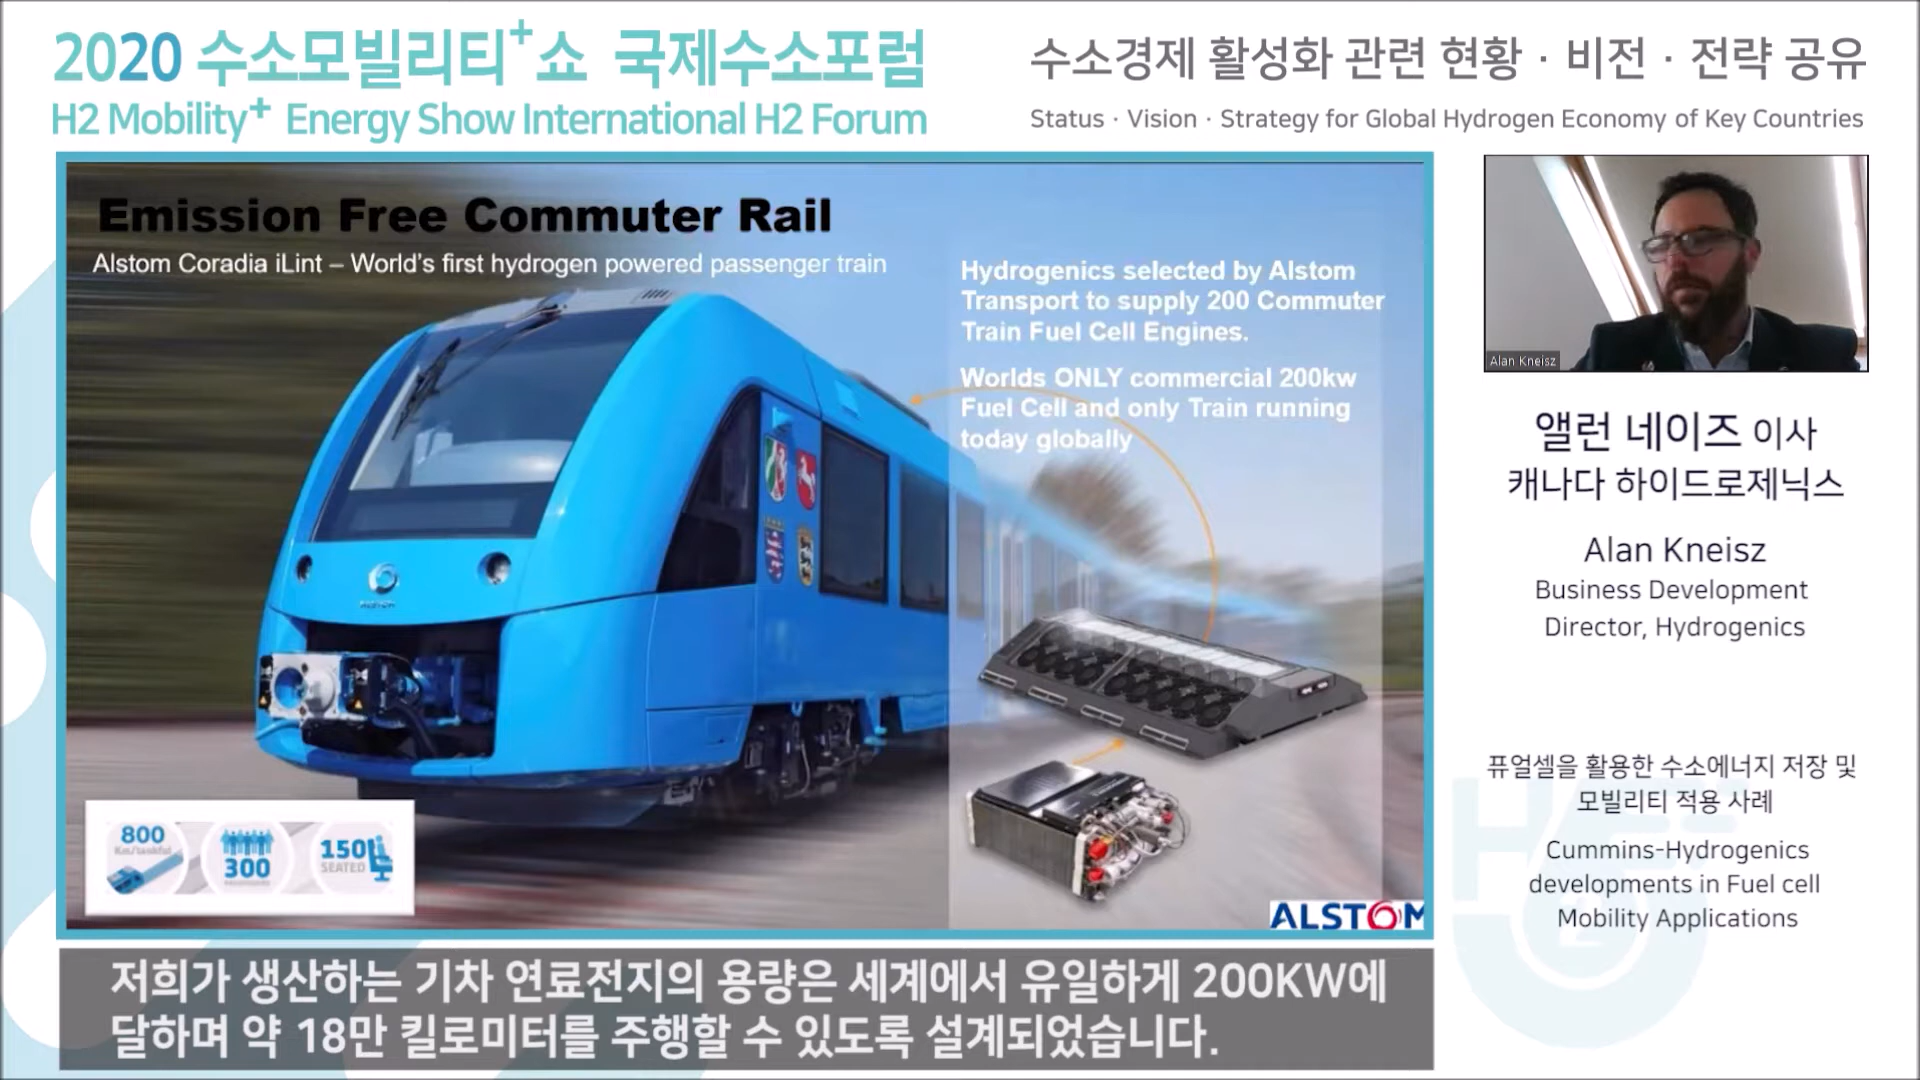 2020 수소모빌리티+쇼 국제수소포럼
H2 Mobility+ Energy Show International H2 Forum
수소경제 활성화 관련 현황 · 비전 · 전략 공유
Status · Vision · Strategy for Global Hydrogen Economy of Key Countries
Emission Free Commuter Rail
Alstom Coradia iLint – World's first hydrogen powered passenger train
Hydrogenics selected by Alstom
Transport to supply 200 Commuter
Train Fuel Cell Engines.
Worlds ONLY commercial 200kw
Fuel Cell and only Train running
today globally
ALSTOM
800
Km/tankful
300
150
SEATED
ALSTOM
Alan Kneisz
앨런 네이즈 이사
캐나다 하이드로제닉스
Alan Kneisz
Business Development
Director, Hydrogenics
퓨얼셀을 활용한 수소에너지 저장 및
모빌리티 적용 사례
Cummins-Hydrogenics
developments in Fuel cell
Mobility Applications
저희가 생산하는 기차 연료전지의 용량은 세계에서 유일하게 200KW에
달하며 약 18만 킬로미터를 주행할 수 있도록 설계되었습니다.